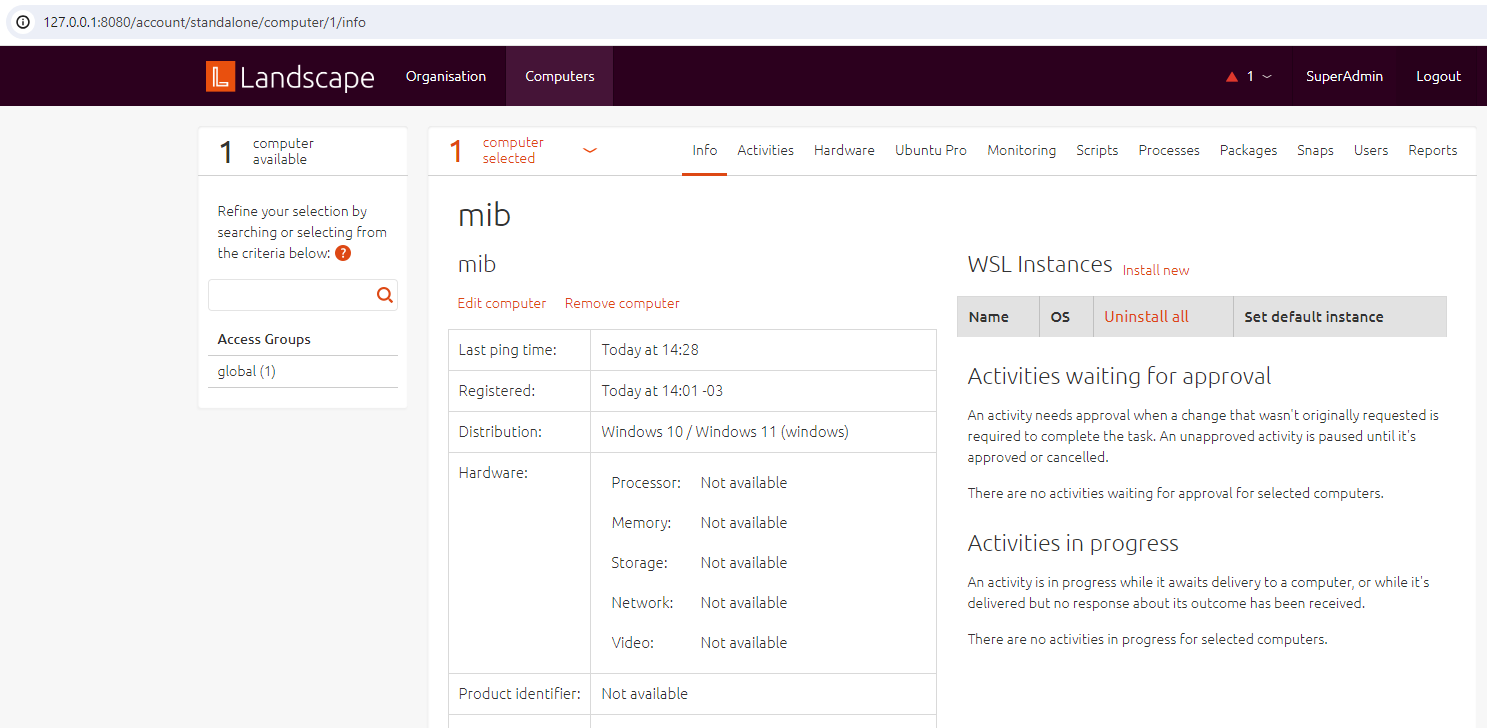 127.0.0.1:8080/account/standalone/computer/1/info
Landscape Organisation Computers 1 SuperAdmin Logout
1 computer available
Refine your selection by
searching or selecting from
the criteria below: ?
Access Groups
global (1)
1 computer selected
Info Activities Hardware Ubuntu Pro Monitoring Scripts Processes Packages Snaps Users Reports
mib
mib
Edit computer Remove computer
Last ping time: Today at 14:28
Registered: Today at 14:01 -03
Distribution: Windows 10 / Windows 11 (windows)
Hardware:
Processor: Not available
Memory: Not available
Storage: Not available
Network: Not available
Video: Not available
Product identifier: Not available
WSL Instances Install new
Name OS Uninstall all Set default instance
Activities waiting for approval
An activity needs approval when a change that wasn't originally requested is
required to complete the task. An unapproved activity is paused until it's
approved or cancelled.
There are no activities waiting for approval for selected computers.
Activities in progress
An activity is in progress while it awaits delivery to a computer, or while it's
delivered but no response about its outcome has been received.
There are no activities in progress for selected computers.